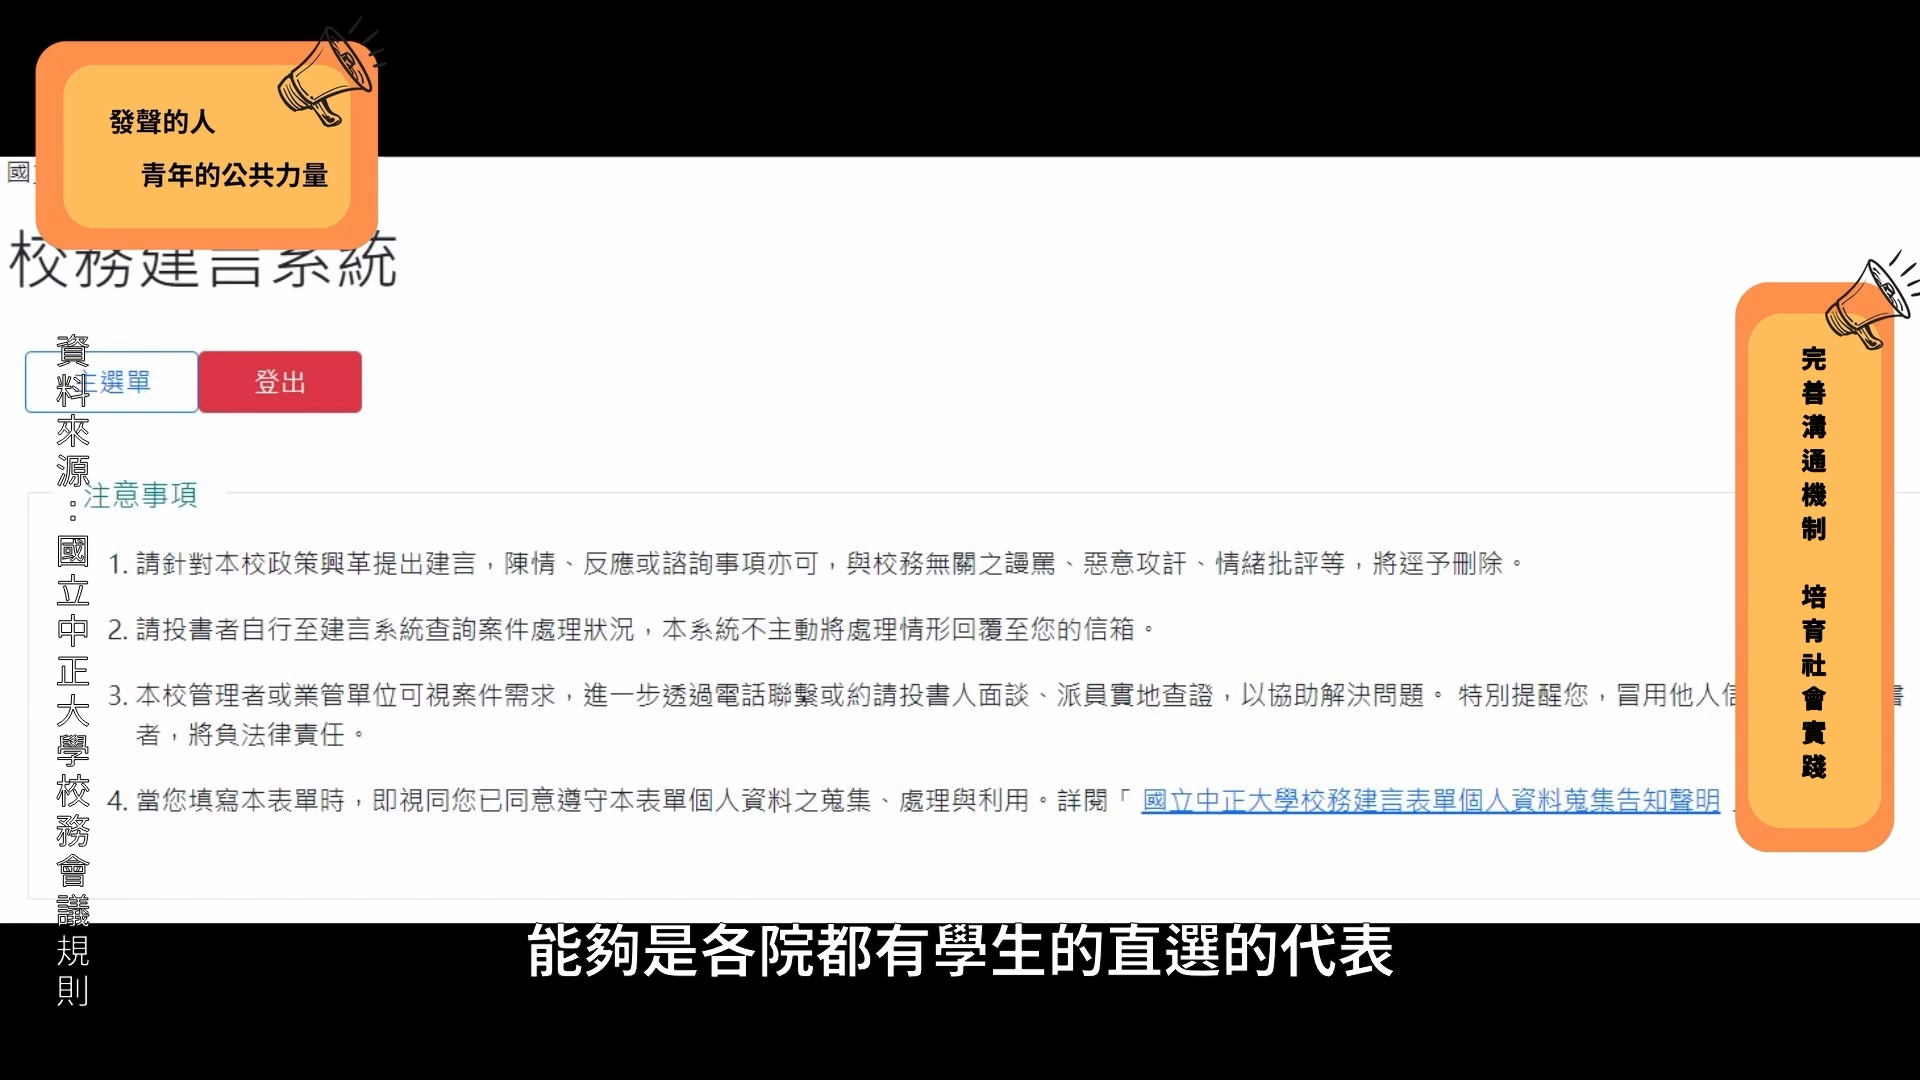 發聲的人
青年的公共力量
國
校務建言系統
主選單
登出
注意事項
1. 請針對本校政策興革提出建言，陳情、反應或諮詢事項亦可，與校務無關之謾罵、惡意攻訐、情緒批評等，將逕予刪除。
2. 請投書者自行至建言系統查詢案件處理狀況，本系統不主動將處理情形回覆至您的信箱。
3. 本校管理者或業管單位可視案件需求，進一步透過電話聯繫或約請投書人面談、派員實地查證，以協助解決問題。 特別提醒您，冒用他人信 書
者，將負法律責任。
4. 當您填寫本表單時，即視同您已同意遵守本表單個人資料之蒐集、處理與利用。詳閱「 國立中正大學校務建言表單個人資料蒐集告知聲明
資料來源：國立中正大學校務會議規則
完善溝通機制 培育社會實踐
能夠是各院都有學生的直選的代表